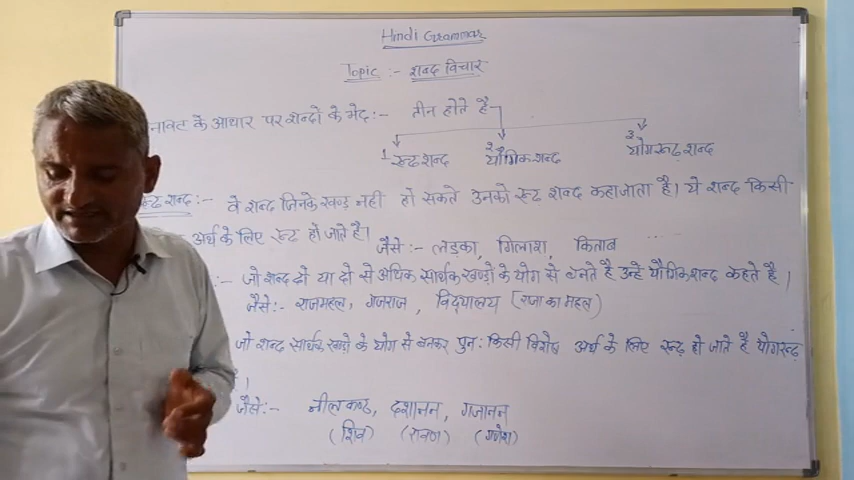 Hindi Grammar
Topic :- शब्द विचार
नावट के आधार पर शब्दों के भेद :- तीन होते है
1 रूढ शब्द 2 यौगिक शब्द 3 योगरूढ़ शब्द
रूढ शब्द :- वे शब्द जिनके खण्ड नही हो सकते उनको रूढ शब्द कहा जाता है। ये शब्द किसी
अर्थ के लिए रूढ हो जाते है।
जैसे :- लड़का, गिलाश, किताब
:- जो शब्द दो या दो से अधिक सार्थक खण्डो के योग से बनते है उन्हे यौगिक शब्द कहते है।
जैसे :- राजमहल, गजराज, विद्यालय [राजा का महल)
जो शब्द सार्थक खण्डो के योग से बनकर पुन: किसी विशेष अर्थ के लिए रूढ़ हो जाते है योगरूढ़
।
जैसे :- नीलकण्ठ, दशानन, गजानन
(शिव) (रावण) (गणेश)